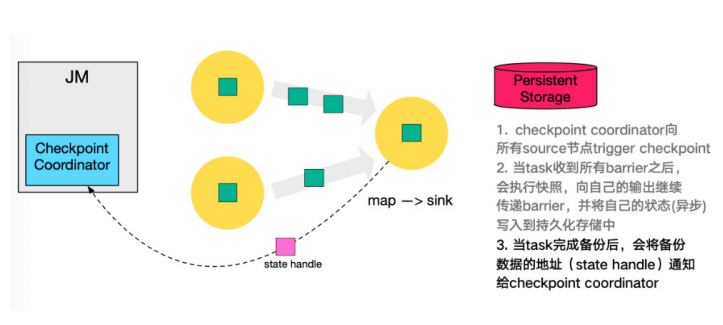 JM
Checkpoint
Coordinator
map —> sink
state handle
Persistent
Storage
1. checkpoint coordinator向
所有source节点trigger checkpoint
2. 当task收到所有barrier之后，
会执行快照，向自己的输出继续
传递barrier，并将自己的状态(异步)
写入到持久化存储中
3. 当task完成备份后，会将备份
数据的地址（state handle）通知
给checkpoint coordinator